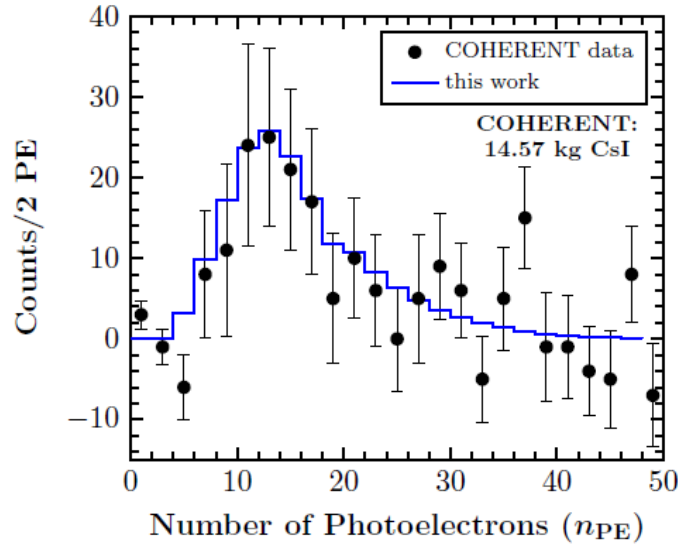 40
30
20
10
0
−10
Counts/2 PE
COHERENT data
this work
COHERENT:
14.57 kg CsI
0 10 20 30 40 50
Number of Photoelectrons (nPE)